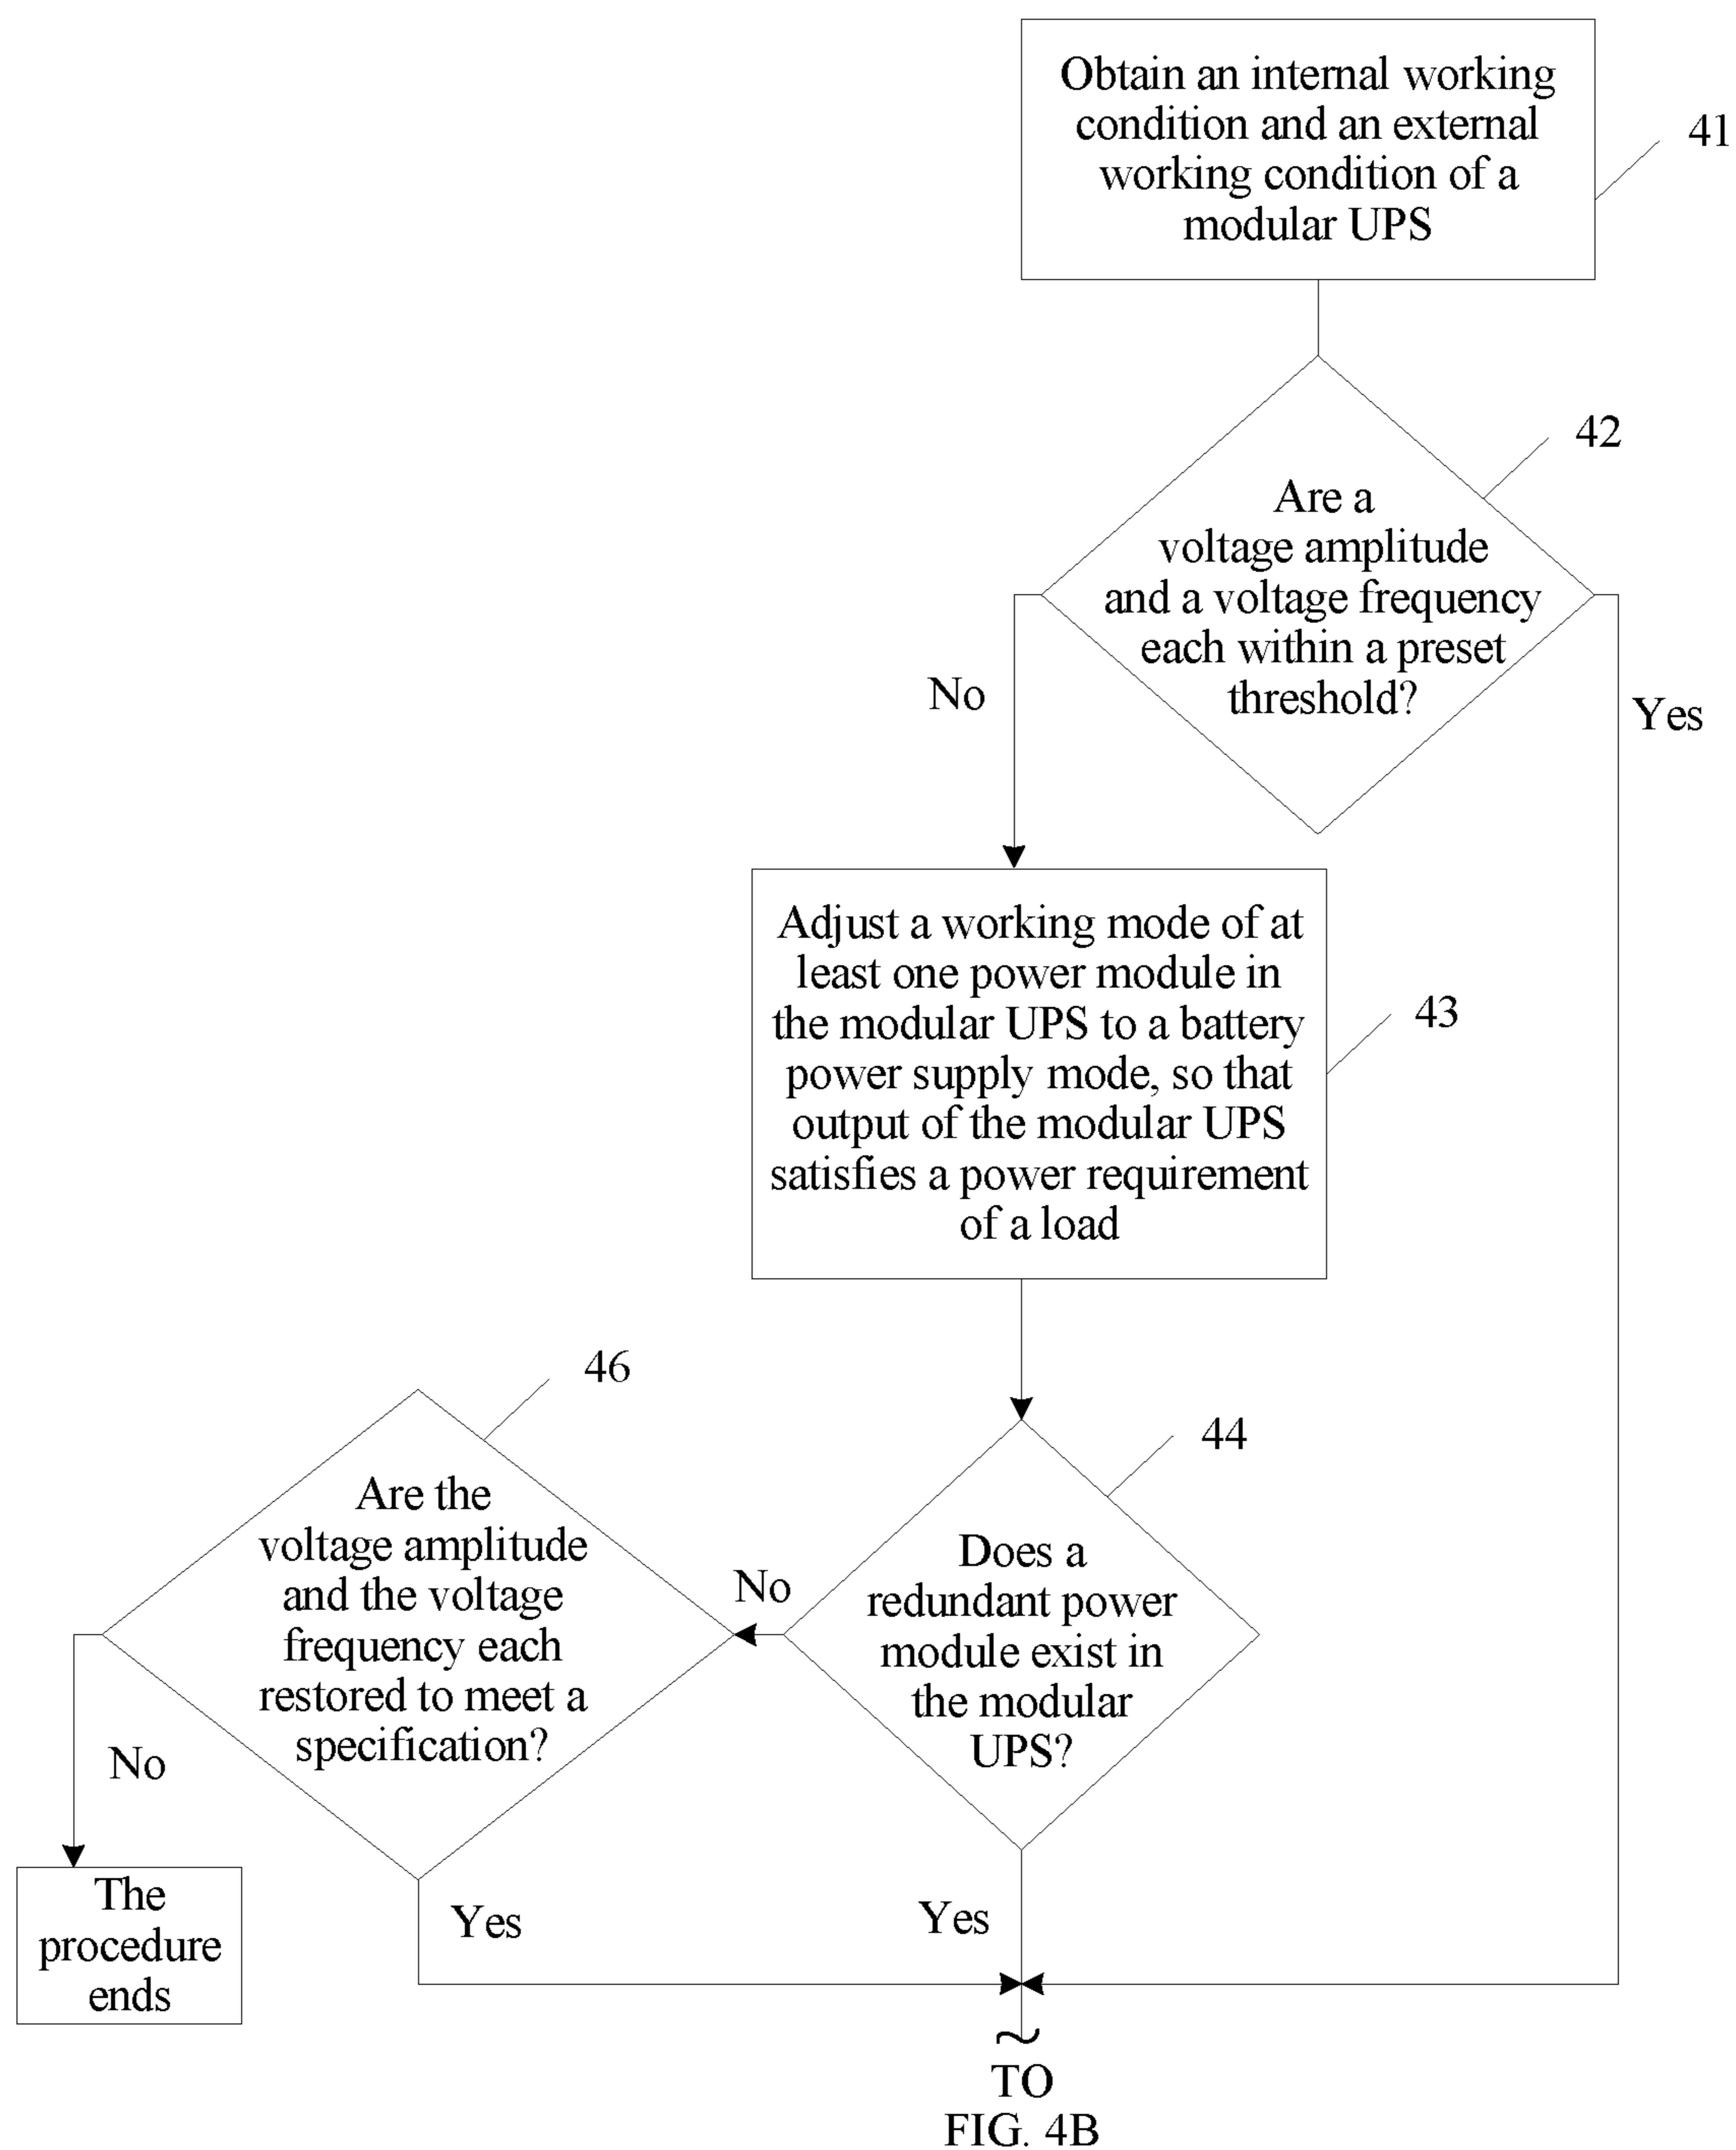 Obtain an internal working
condition and an external
working condition of a
modular UPS
41
42
Are a
voltage amplitude
and a voltage frequency
each within a preset
threshold?
No
Yes
Adjust a working mode of at
least one power module in
the modular UPS to a battery
power supply mode, so that
output of the modular UPS
satisfies a power requirement
of a load
43
46
Are the
voltage amplitude
and the voltage
frequency each
restored to meet a
specification?
No
44
Does a
redundant power
module exist in
the modular
UPS?
No
The
procedure
ends
Yes
Yes
TO
FIG. 4B